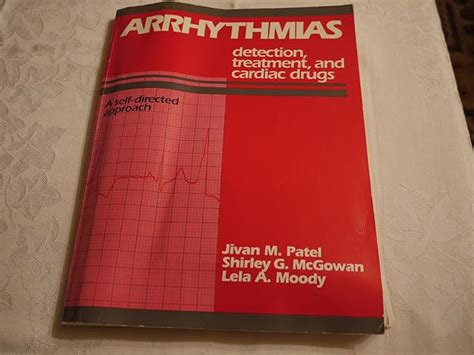 ARRHYTHMIAS
detection,
treatment, and
cardiac drugs
A self-directed
approach
Jivan M. Patel
Shirley G. McGowan
Lela A. Moody